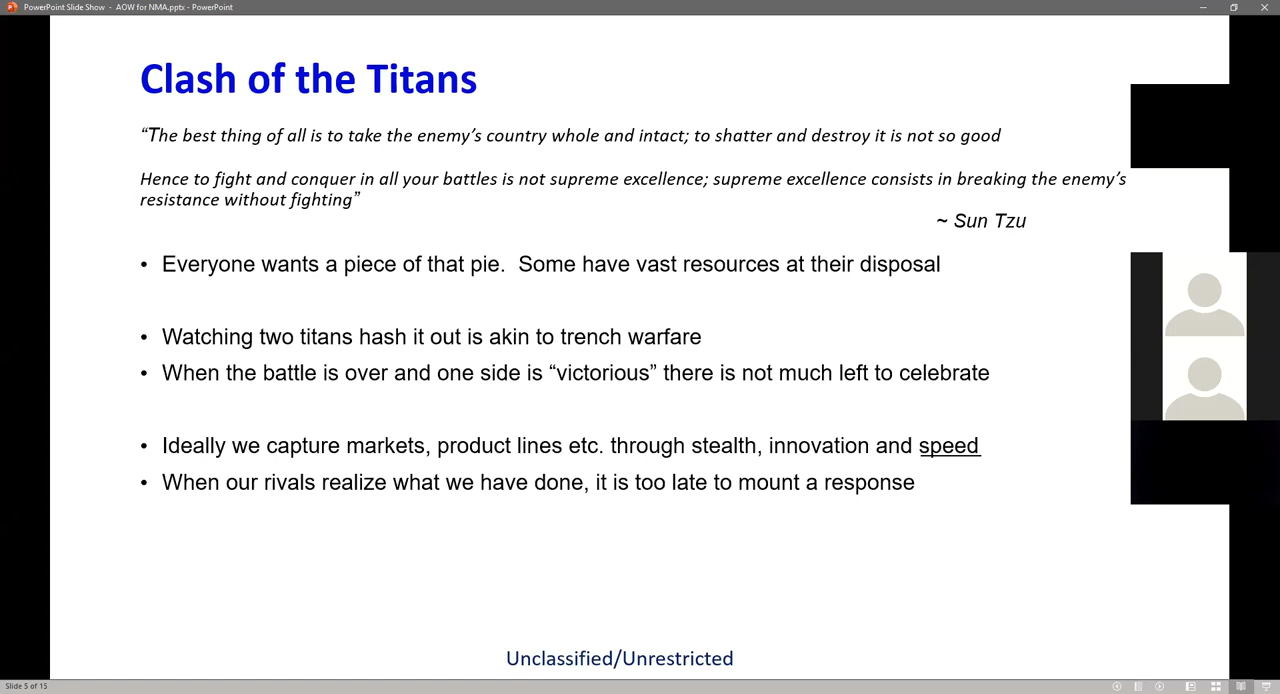 PowerPoint Slide Show - AOW for NMA.pptx - PowerPoint
Clash of the Titans
“The best thing of all is to take the enemy’s country whole and intact; to shatter and destroy it is not so good
Hence to fight and conquer in all your battles is not supreme excellence; supreme excellence consists in breaking the enemy’s
resistance without fighting”
~ Sun Tzu
• Everyone wants a piece of that pie.  Some have vast resources at their disposal
• Watching two titans hash it out is akin to trench warfare
• When the battle is over and one side is “victorious” there is not much left to celebrate
• Ideally we capture markets, product lines etc. through stealth, innovation and speed
• When our rivals realize what we have done, it is too late to mount a response
Unclassified/Unrestricted
Slide 5 of 15